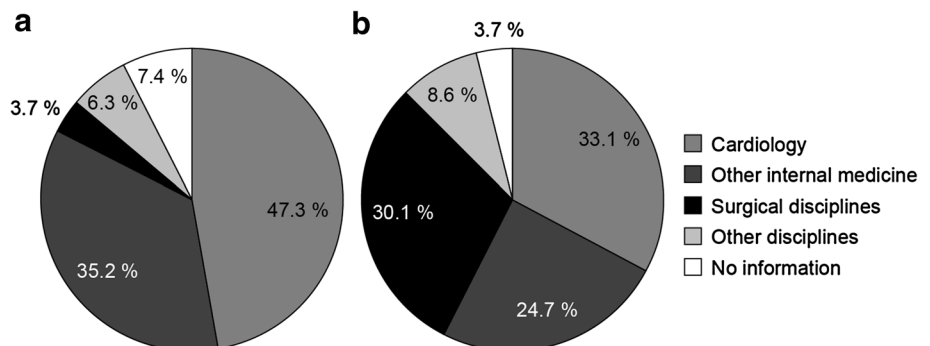 a
7.4 %
6.3 %
3.7 %
47.3 %
35.2 %
b
3.7 %
8.6 %
33.1 %
30.1 %
24.7 %
Cardiology
Other internal medicine
Surgical disciplines
Other disciplines
No information